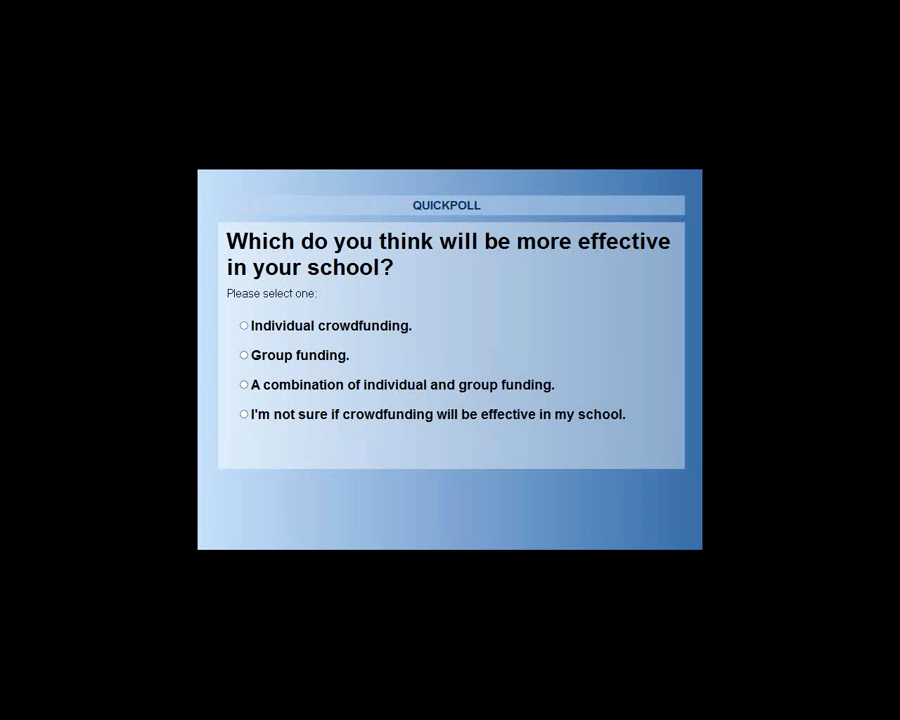 QUICKPOLL
Which do you think will be more effective
in your school?
Please select one:
Individual crowdfunding.
Group funding.
A combination of individual and group funding.
I'm not sure if crowdfunding will be effective in my school.